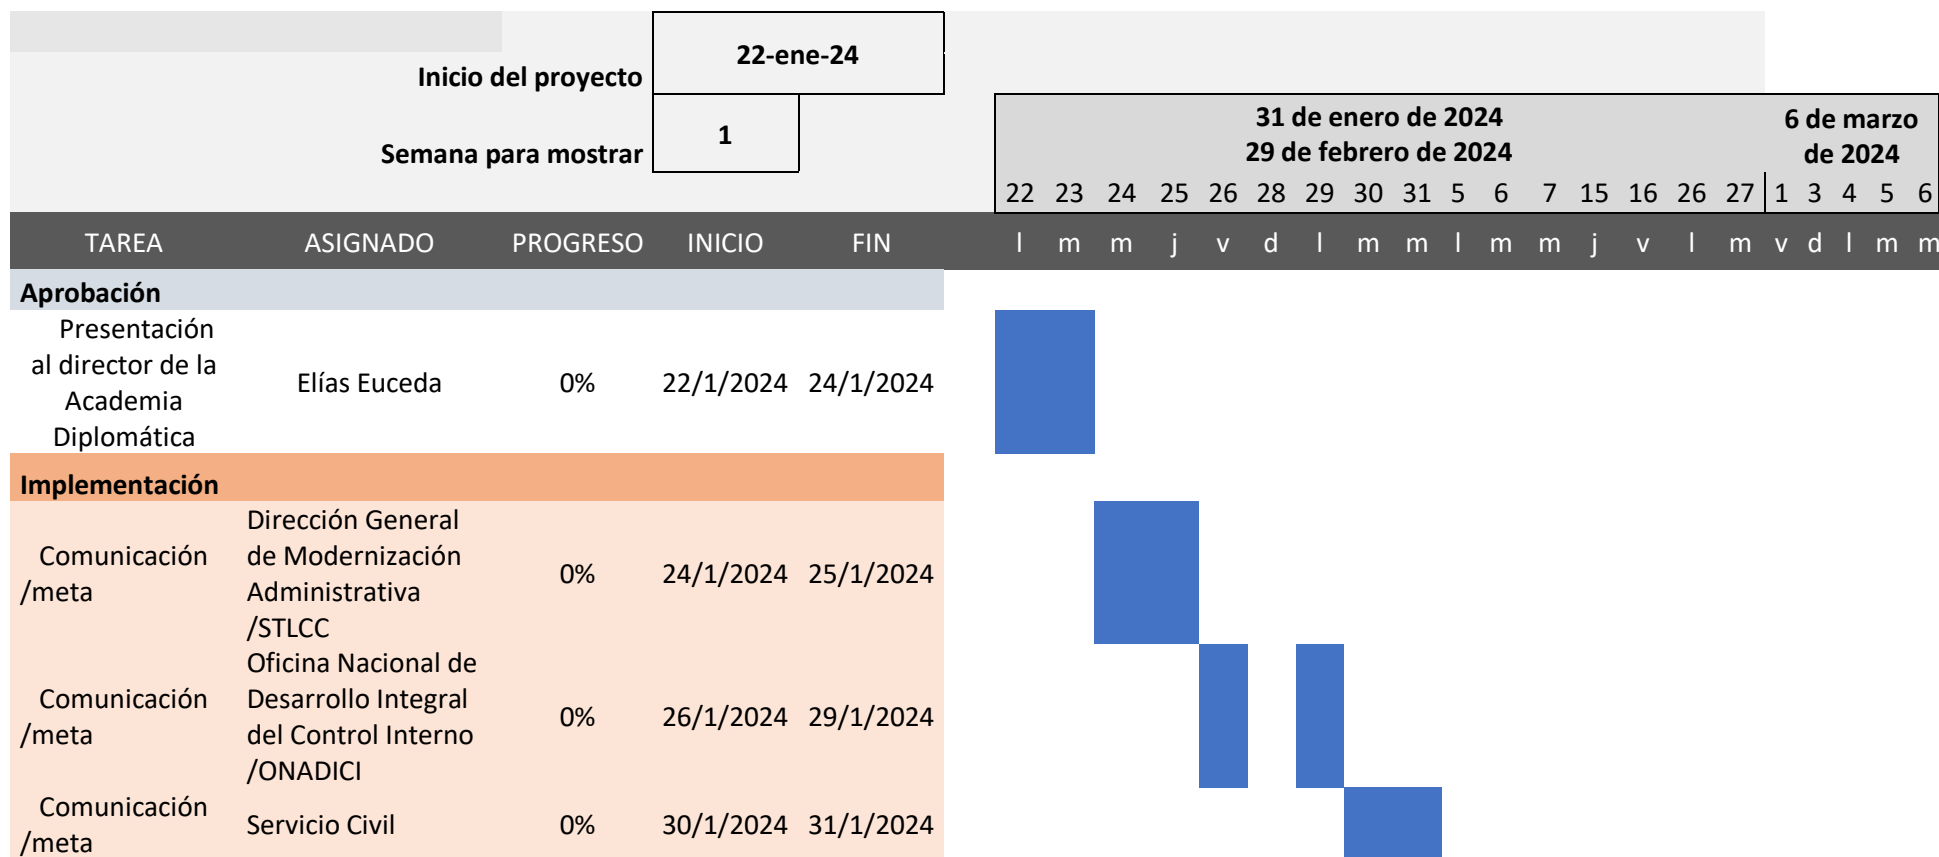 22-ene-24
Inicio del proyecto
1
Semana para mostrar
31 de enero de 2024
29 de febrero de 2024
6 de marzo
de 2024
22 23 24 25 26 28 29 30 31 5 6 7 15 16 26 27 1 3 4 5 6
TAREA ASIGNADO PROGRESO INICIO FIN l m m j v d l m m l m m j v l m v d l m m
Aprobación
Presentación
al director de la
Academia
Diplomática
Elías Euceda 0% 22/1/2024 24/1/2024
Implementación
Comunicación
/meta
Dirección General
de Modernización
Administrativa
/STLCC
0% 24/1/2024 25/1/2024
Comunicación
/meta
Oficina Nacional de
Desarrollo Integral
del Control Interno
/ONADICI
0% 26/1/2024 29/1/2024
Comunicación
/meta
Servicio Civil 0% 30/1/2024 31/1/2024